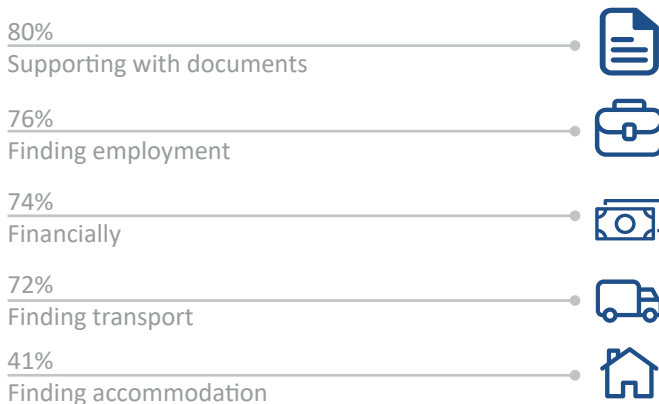 80%
Supporting with documents
76%
Finding employment
74%
Financially
72%
Finding transport
41%
Finding accommodation